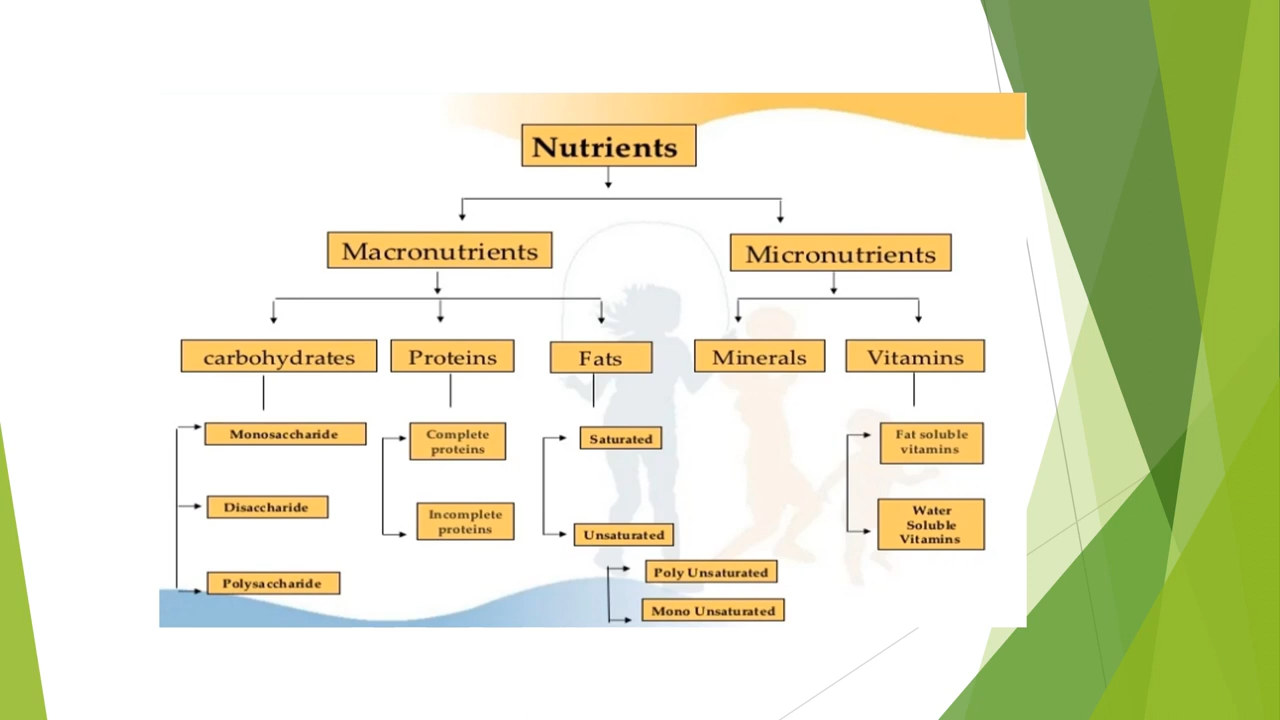 Nutrients
Macronutrients
Micronutrients
carbohydrates
Proteins
Fats
Minerals
Vitamins
Monosaccharide
Disaccharide
Polysaccharide
Complete
proteins
Incomplete
proteins
Saturated
Unsaturated
Poly Unsaturated
Mono Unsaturated
Fat soluble
vitamins
Water
Soluble
Vitamins